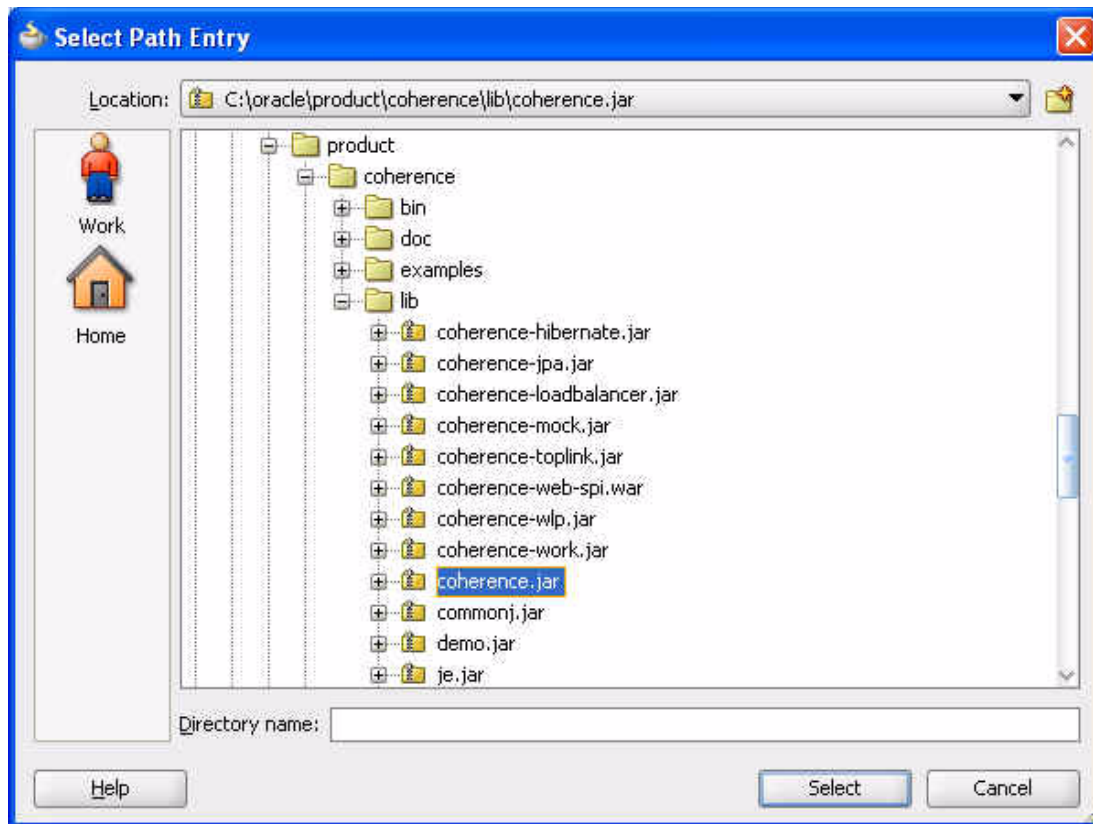 Select Path Entry
Location: C:\oracle\product\coherence\lib\coherence.jar
Work
Home
product
coherence
bin
doc
examples
lib
coherence-hibernate.jar
coherence-jpa.jar
coherence-loadbalancer.jar
coherence-mock.jar
coherence-toplink.jar
coherence-web-spi.war
coherence-wlp.jar
coherence-work.jar
coherence.jar
commonj.jar
demo.jar
je.jar
Directory name:
Help Select Cancel